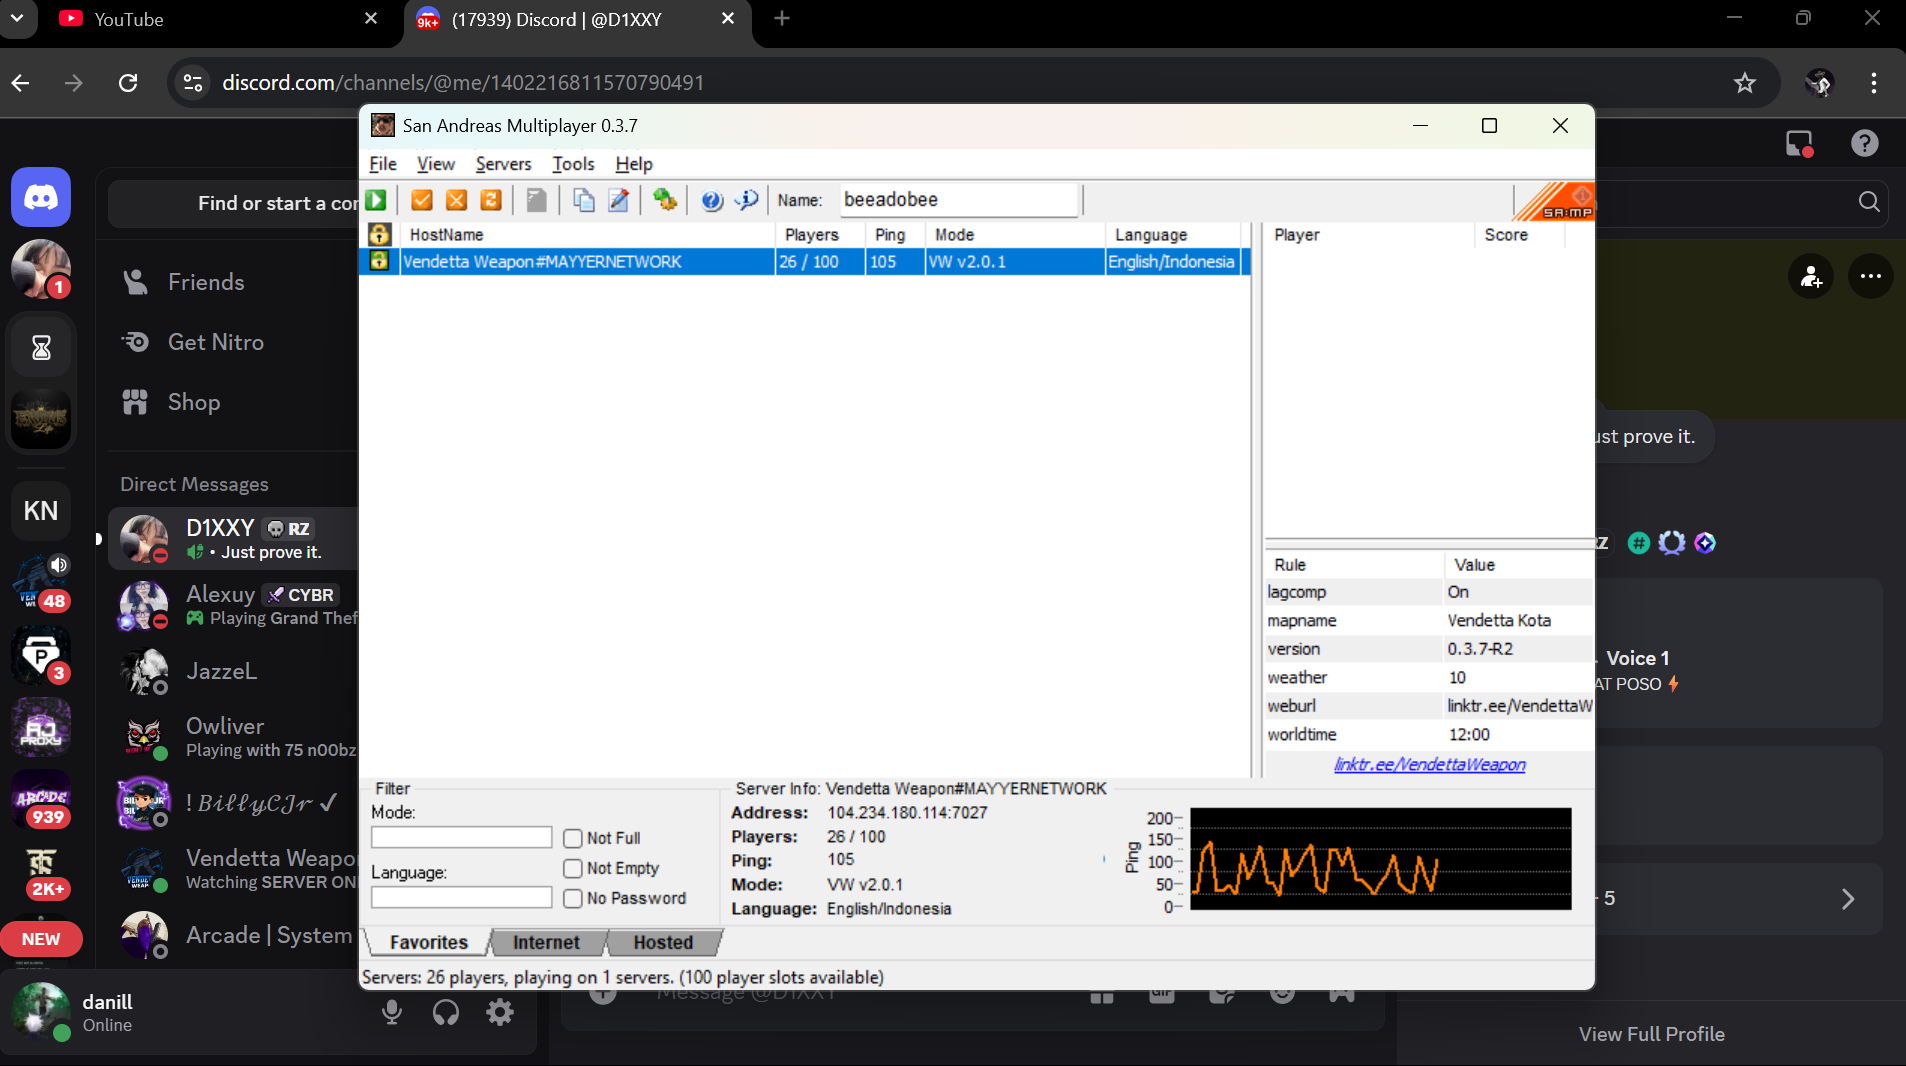 YouTube
9k+
(17939) Discord | @D1XXY
discord.com/channels/@me/1402216811570790491
San Andreas Multiplayer 0.3.7
File View Servers Tools Help
Name: beeadobee
SA:MP
HostName Players Ping Mode Language
Vendetta Weapon#MAYYERNETWORK 26 / 100 105 VW v2.0.1 English/Indonesia
Player Score
Rule Value
lagcomp On
mapname Vendetta Kota
version 0.3.7-R2
weather 10
weburl linktr.ee/VendettaW
worldtime 12:00
linktr.ee/VendettaWeapon
Filter
Mode:
Not Full
Not Empty
Language:
No Password
Server Info: Vendetta Weapon#MAYYERNETWORK
Address: 104.234.180.114:7027
Players: 26 / 100
Ping: 105
Mode: VW v2.0.1
Language: English/Indonesia
Ping
200
150
100
50
0
Favorites Internet Hosted
Servers: 26 players, playing on 1 servers. (100 player slots available)
Find or start a cor
Friends
Get Nitro
Shop
Direct Messages
D1XXY RZ
• Just prove it.
Alexuy CYBR
Playing Grand Thef
JazzeL
Owliver
Playing with 75 n00bz
! BillyCJr ✓
Vendetta Weapo
Watching SERVER ON
Arcade | System
1
KN
48
P
3
PROXY
ARCADE
939
2K+
NEW
danill
Online
Message @D1XXY
GIF
ust prove it.
Z
Voice 1
AT POSO
5
View Full Profile